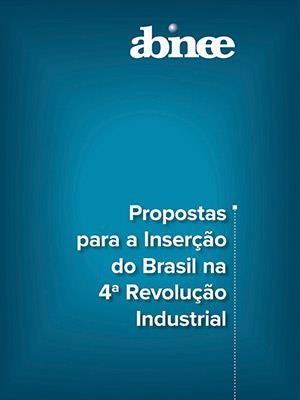 abinee
Propostas
para a Inserção
do Brasil na
4ª Revolução
Industrial